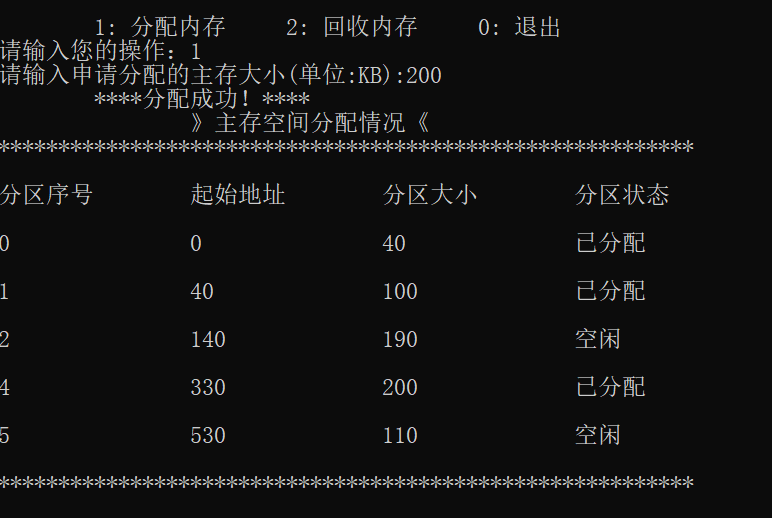 1: 分配内存 2: 回收内存 0: 退出
请输入您的操作: 1
请输入申请分配的主存大小(单位:KB):200
****分配成功! ****
》主存空间分配情况《
**********************************************************
分区序号 起始地址 分区大小 分区状态
0 0 40 已分配
1 40 100 已分配
2 140 190 空闲
4 330 200 已分配
5 530 110 空闲
**********************************************************